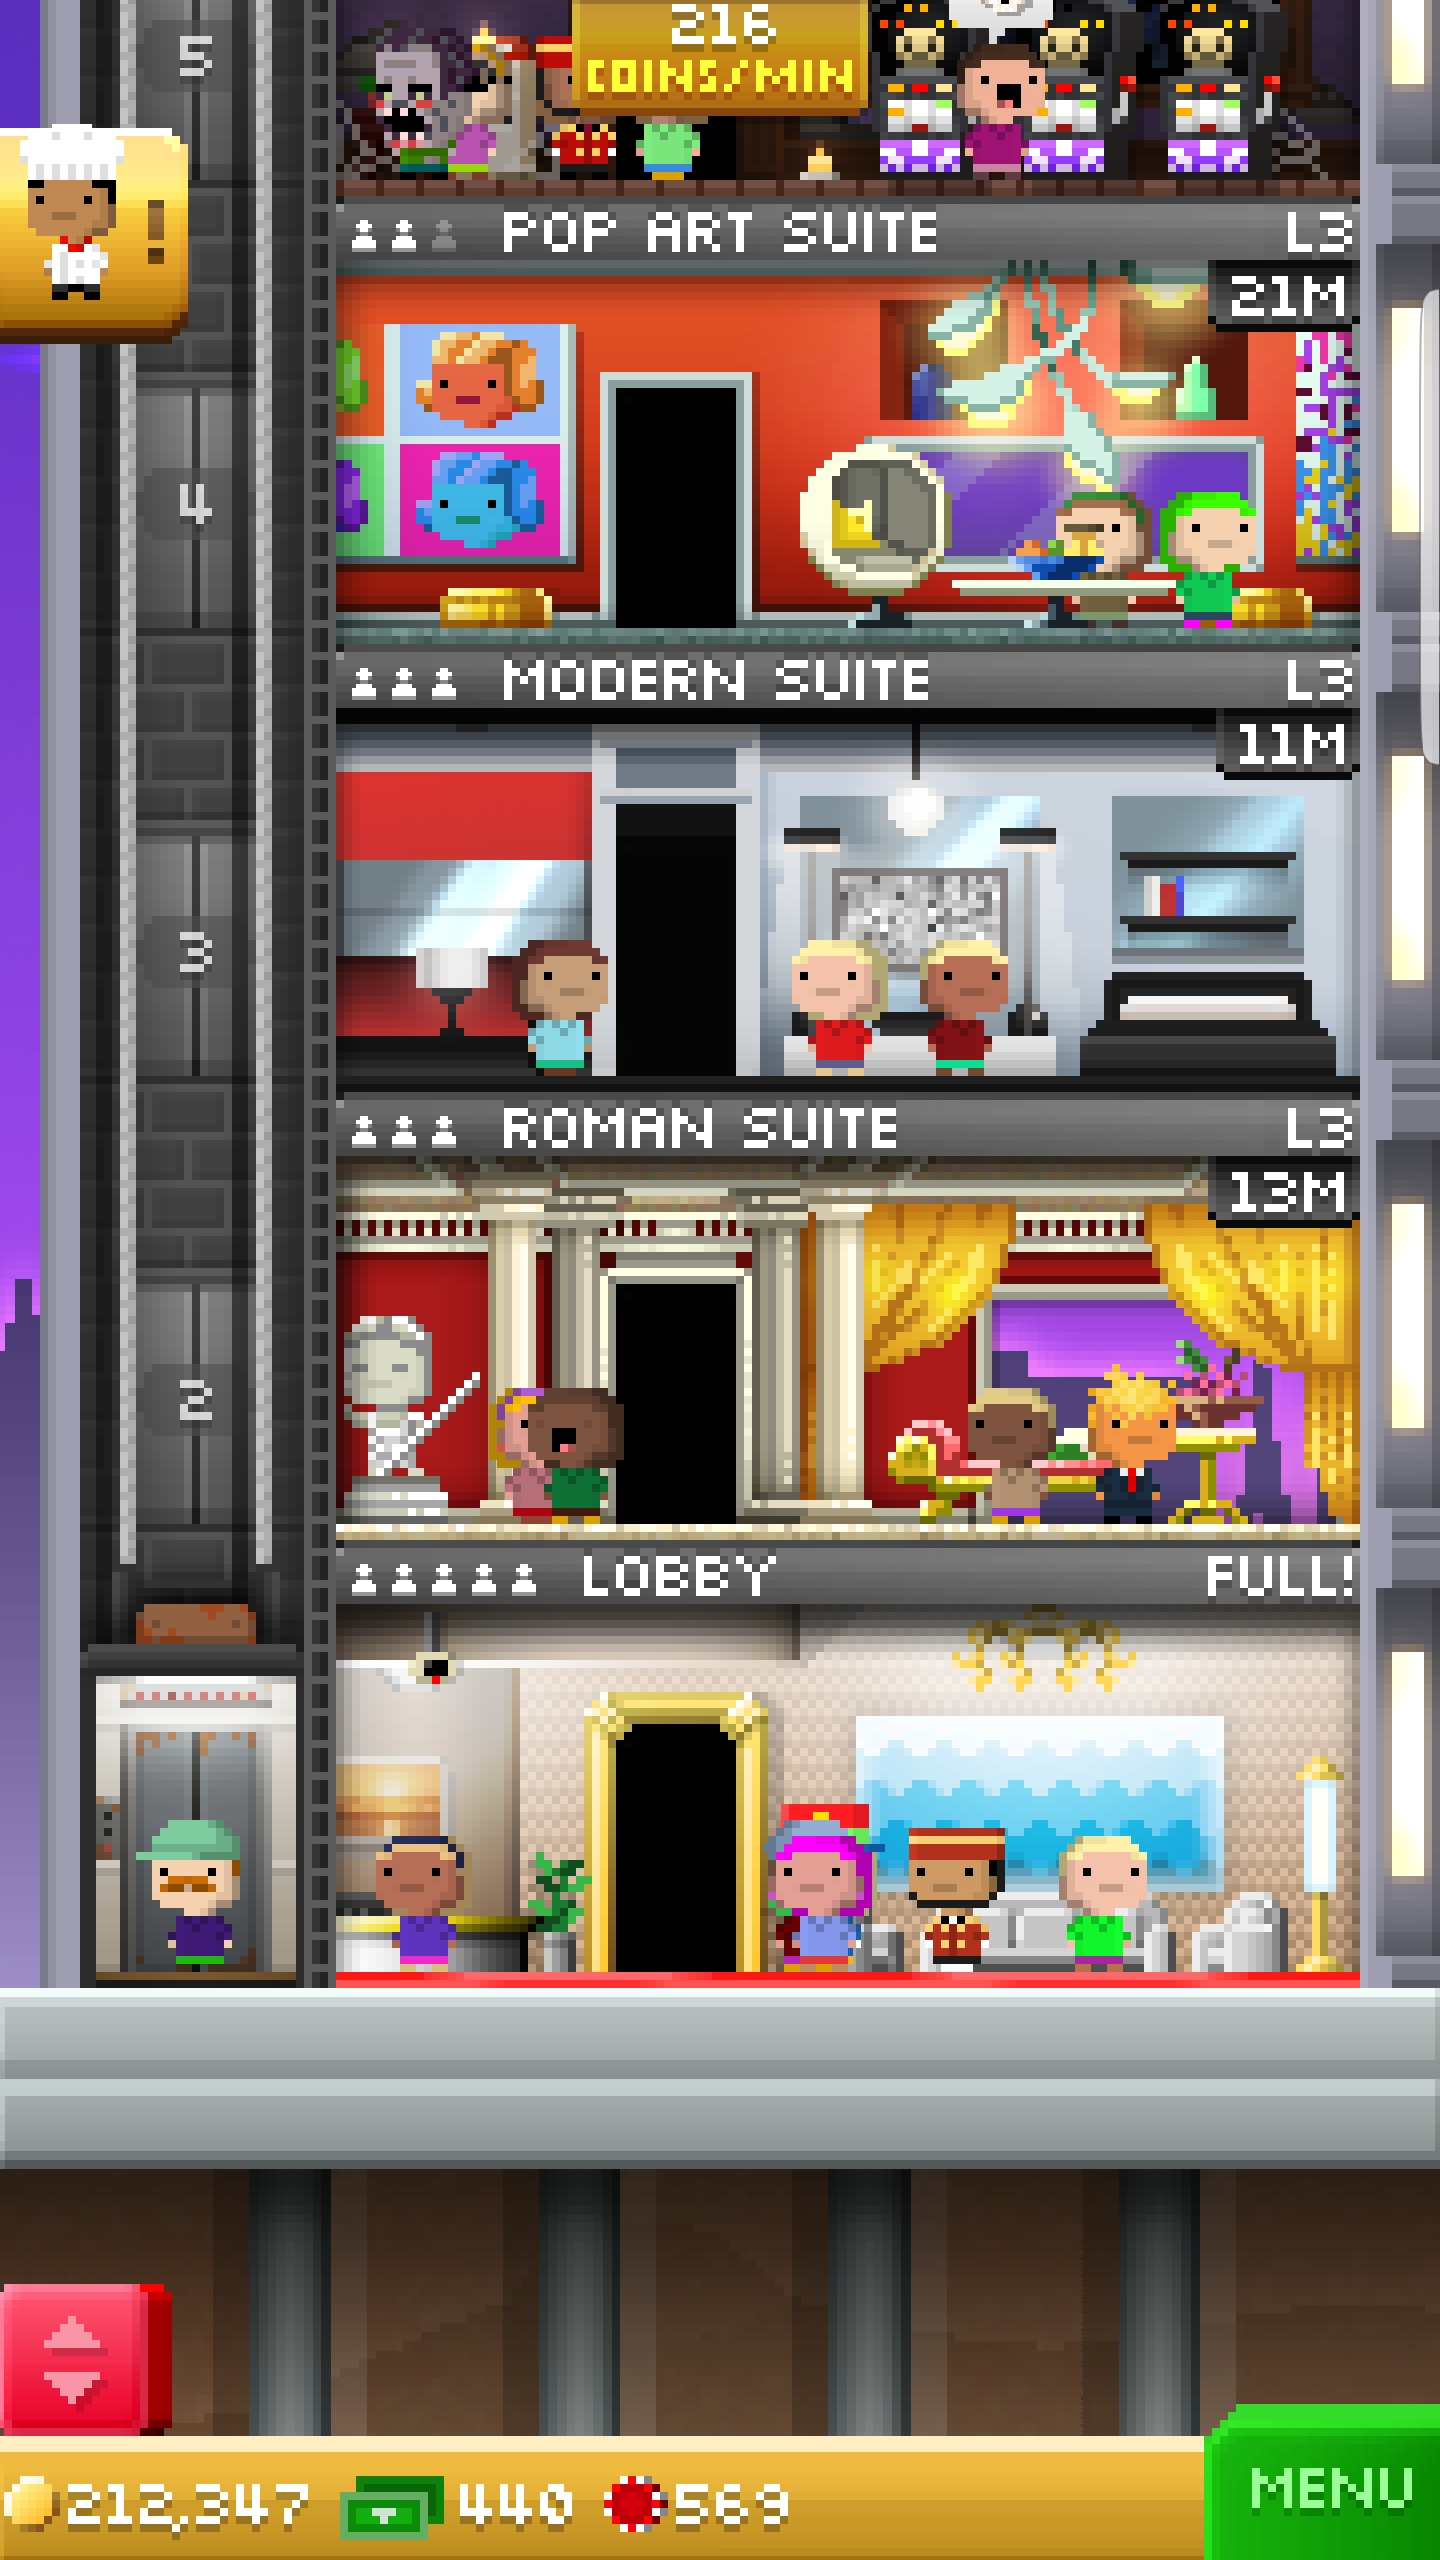 5
216
COINS/MIN
!
POP ART SUITE L3
21M
4
MODERN SUITE L3
11M
3
ROMAN SUITE L3
13M
2
LOBBY FULL!
212,347 440 569
MENU